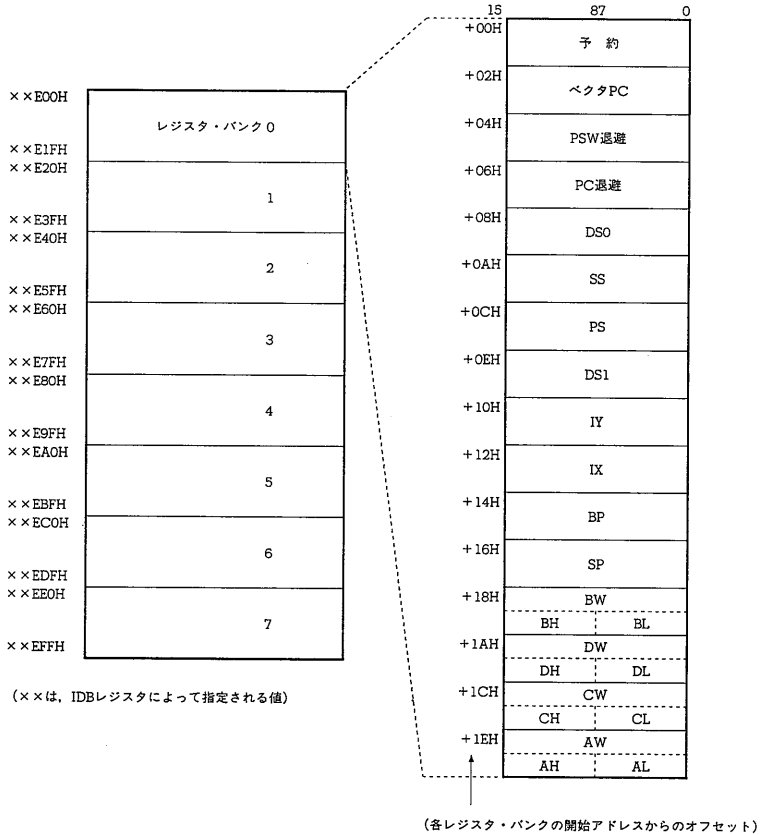 ××E00H
レジスタ・バンク0
××E1FH
××E20H
1
××E3FH
××E40H
2
××E5FH
××E60H
3
××E7FH
××E80H
4
××E9FH
××EA0H
5
××EBFH
××EC0H
6
××EDFH
××EE0H
7
××EFFH
(××は，IDBレジスタによって指定される値)
15 87 0
+00H 予 約
+02H ベクタPC
+04H PSW退避
+06H PC退避
+08H DS0
+0AH SS
+0CH PS
+0EH DS1
+10H IY
+12H IX
+14H BP
+16H SP
+18H BW
BH BL
+1AH DW
DH DL
+1CH CW
CH CL
+1EH AW
AH AL
(各レジスタ・バンクの開始アドレスからのオフセット)